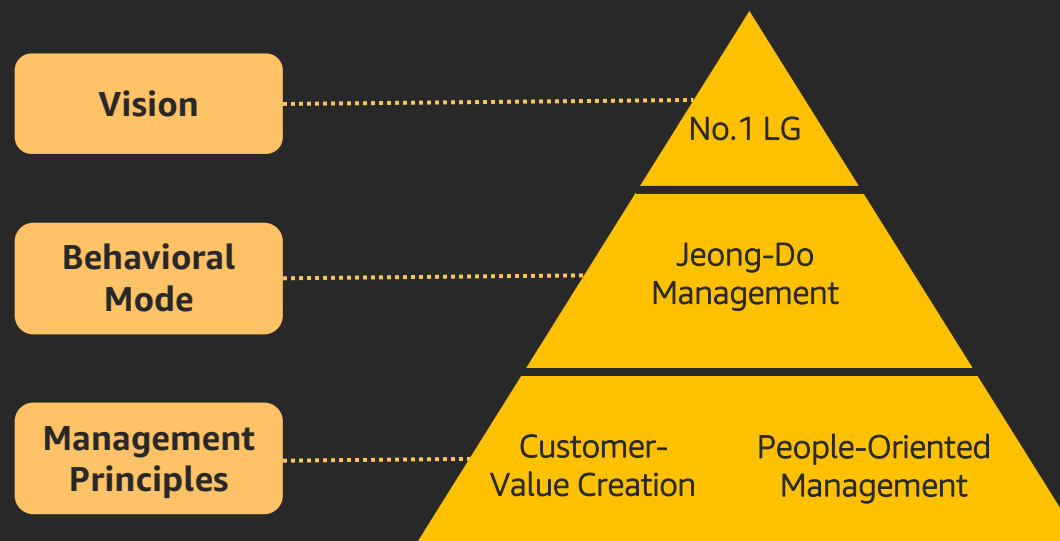 Vision
No.1 LG
Behavioral
Mode
Jeong-Do
Management
Management
Principles
Customer-
Value Creation
People-Oriented
Management